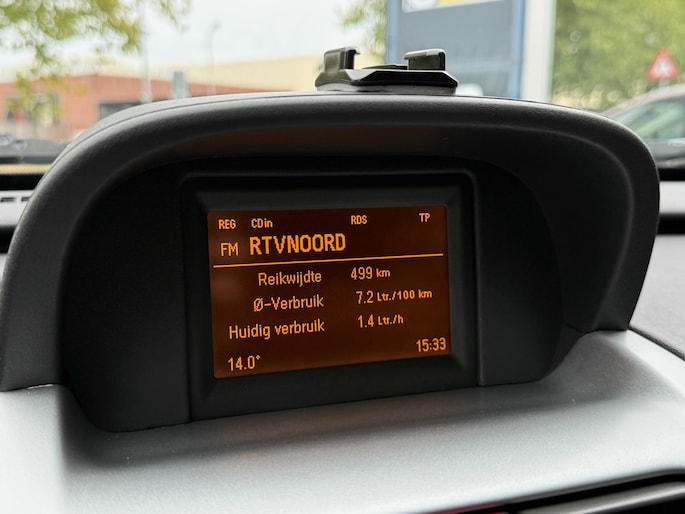 REG CDin RDS TP
FM RTVNOORD
Reikwijdte 499 km
Ø-Verbruik 7.2 Ltr./100 km
Huidig verbruik 1.4 Ltr./h
14.0° 15:33